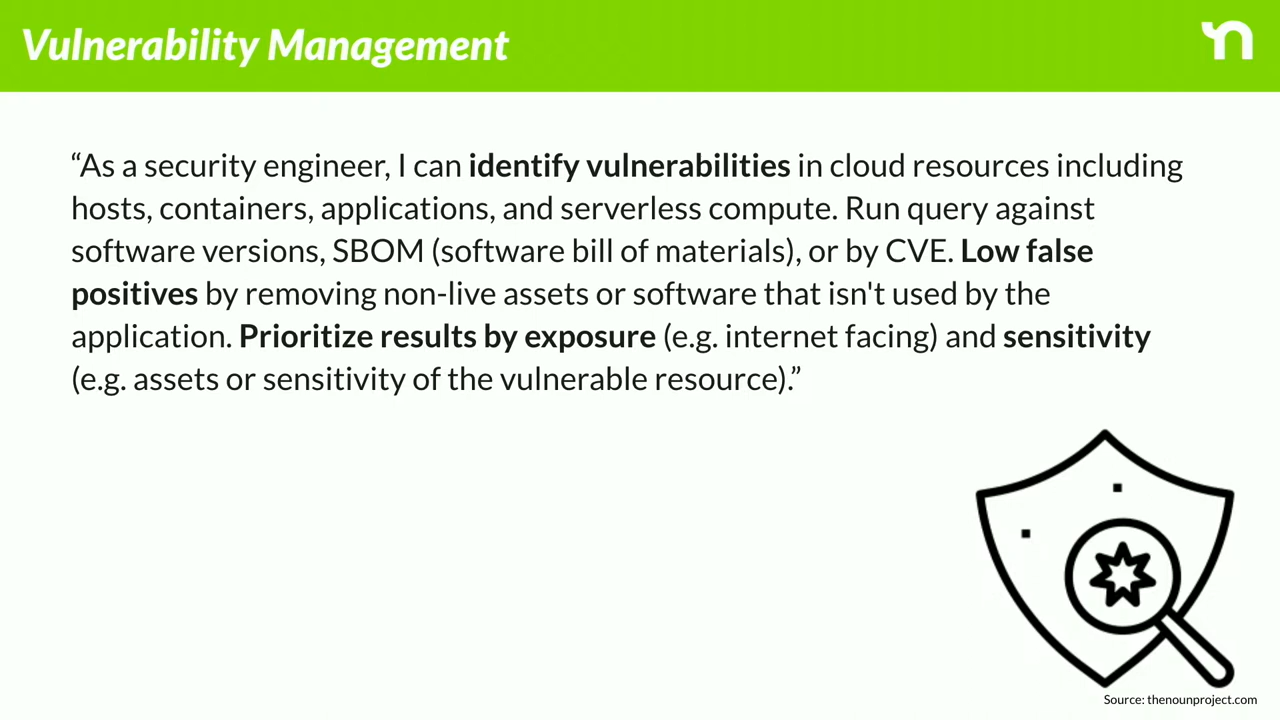 Vulnerability Management
“As a security engineer, I can identify vulnerabilities in cloud resources including
hosts, containers, applications, and serverless compute. Run query against
software versions, SBOM (software bill of materials), or by CVE. Low false
positives by removing non-live assets or software that isn't used by the
application. Prioritize results by exposure (e.g. internet facing) and sensitivity
(e.g. assets or sensitivity of the vulnerable resource).”
Source: thenounproject.com